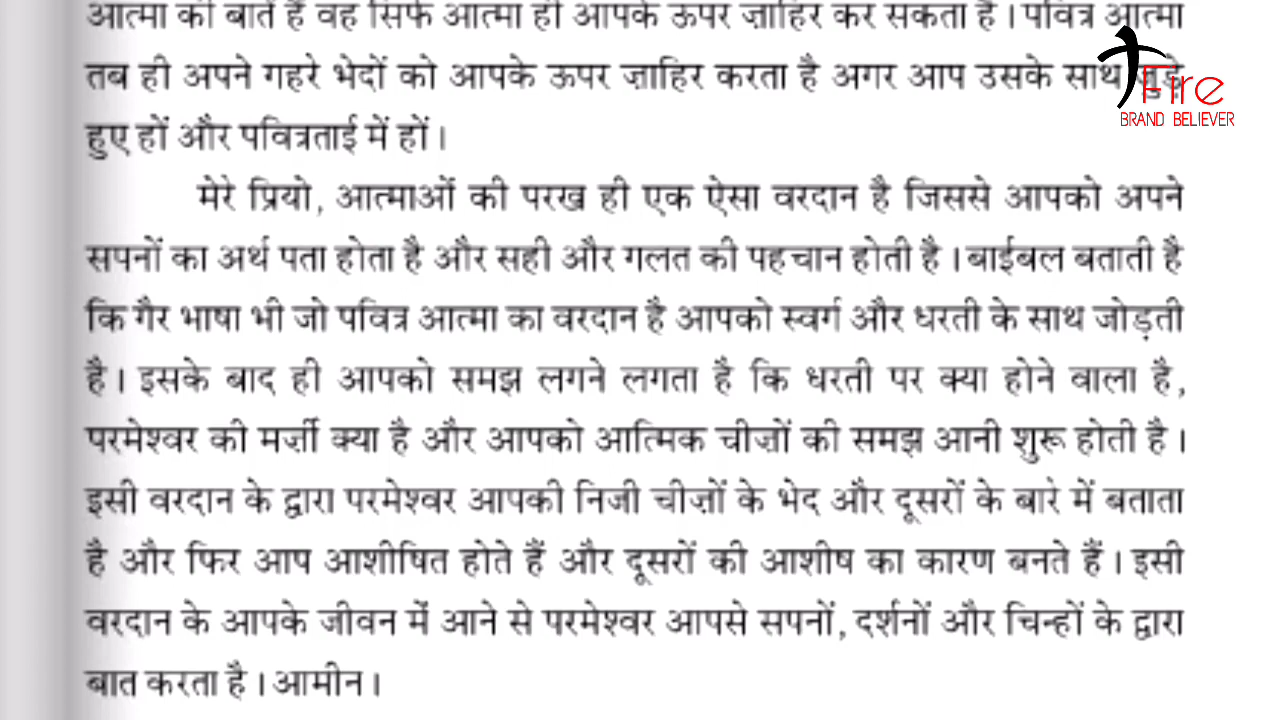 आत्मा की बातें हैं वह सिर्फ आत्मा ही आपके ऊपर ज़ाहिर कर सकता है। पवित्र आत्मा
तब ही अपने गहरे भेदों को आपके ऊपर ज़ाहिर करता है अगर आप उसके साथ जुड़े
हुए हों और पवित्रताई में हों।
Fire
BRAND BELIEVER
मेरे प्रियो, आत्माओं की परख ही एक ऐसा वरदान है जिससे आपको अपने
सपनों का अर्थ पता होता है और सही और गलत की पहचान होती है। बाईबल बताती है
कि गैर भाषा भी जो पवित्र आत्मा का वरदान है आपको स्वर्ग और धरती के साथ जोड़ती
है। इसके बाद ही आपको समझ लगने लगता है कि धरती पर क्या होने वाला है,
परमेश्वर की मर्ज़ी क्या है और आपको आत्मिक चीज़ों की समझ आनी शुरू होती है।
इसी वरदान के द्वारा परमेश्वर आपकी निजी चीज़ों के भेद और दूसरों के बारे में बताता
है और फिर आप आशीषित होते हैं और दूसरों की आशीष का कारण बनते हैं। इसी
वरदान के आपके जीवन में आने से परमेश्वर आपसे सपनों, दर्शनों और चिन्हों के द्वारा
बात करता है। आमीन।